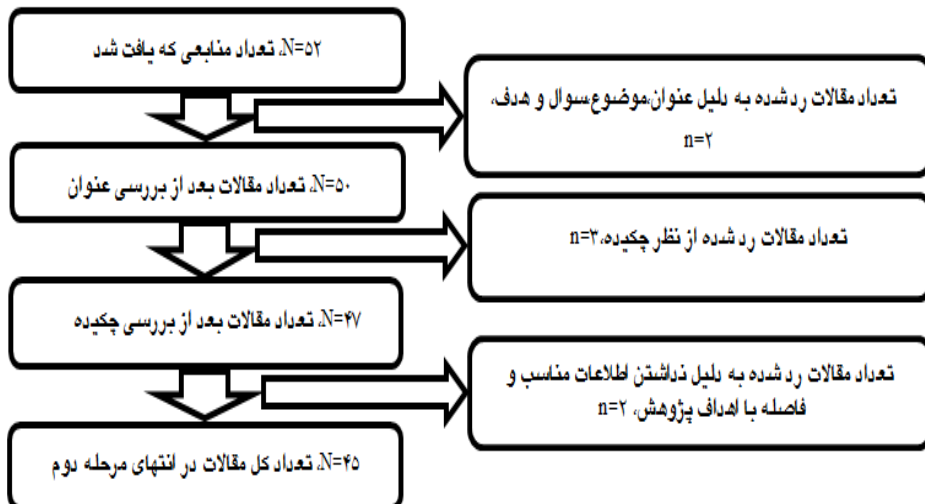 N=۵۲، تعداد منابعی که یافت شد
تعداد مقالات رد شده به دلیل عنوان،موضوع،سوال و هدف،
n=۲
N=۵۰، تعداد مقالات بعد از بررسی عنوان
تعداد مقالات رد شده از نظر چکیده،n=۳
N=۴۷، تعداد مقالات بعد از بررسی چکیده
تعداد مقالات رد شده به دلیل نداشتن اطلاعات مناسب و
فاصله با اهداف پژوهش، n=۲
N=۴۵، تعداد کل مقالات در انتهای مرحله دوم